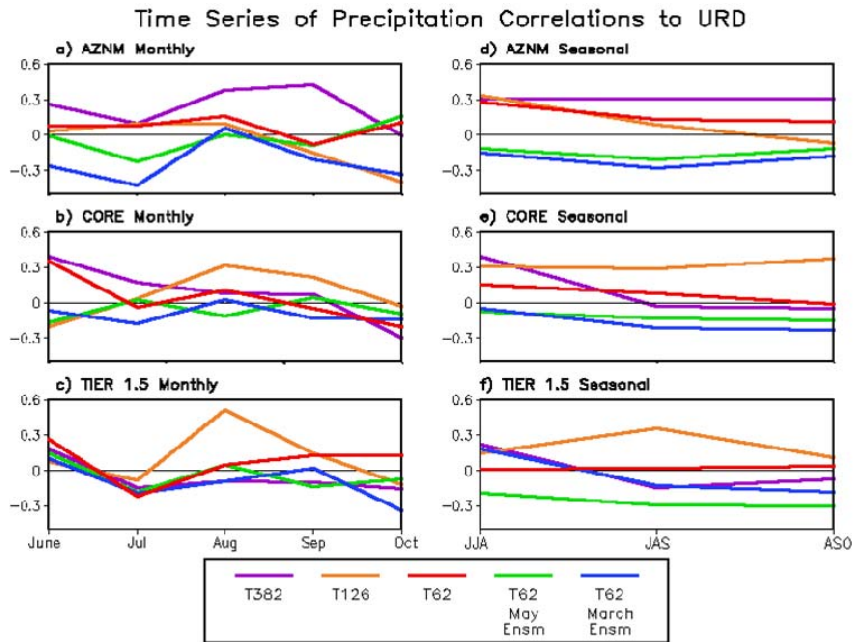 Time Series of Precipitation Correlations to URD
a) AZNM Monthly
d) AZNM Seasonal
0.6
0.3
0
−0.3
0.6
0.3
0
−0.3
b) CORE Monthly
e) CORE Seasonal
0.6
0.3
0
−0.3
0.6
0.3
0
−0.3
c) TIER 1.5 Monthly
f) TIER 1.5 Seasonal
0.6
0.3
0
−0.3
0.6
0.3
0
−0.3
June Jul Aug Sep Oct
JJA JAS ASO
T382 T126 T62 T62 T62
May March
Ensm Ensm